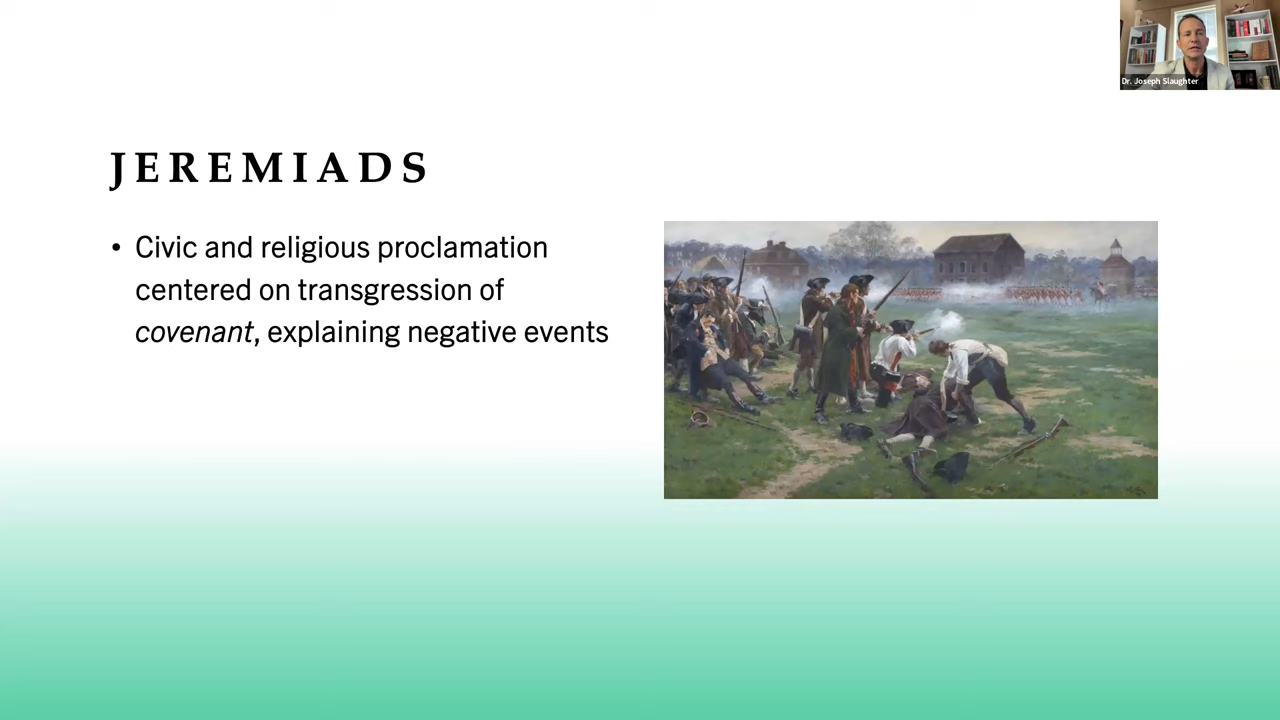 Dr. Joseph Slaughter
JEREMIADS
• Civic and religious proclamation
centered on transgression of
covenant, explaining negative events